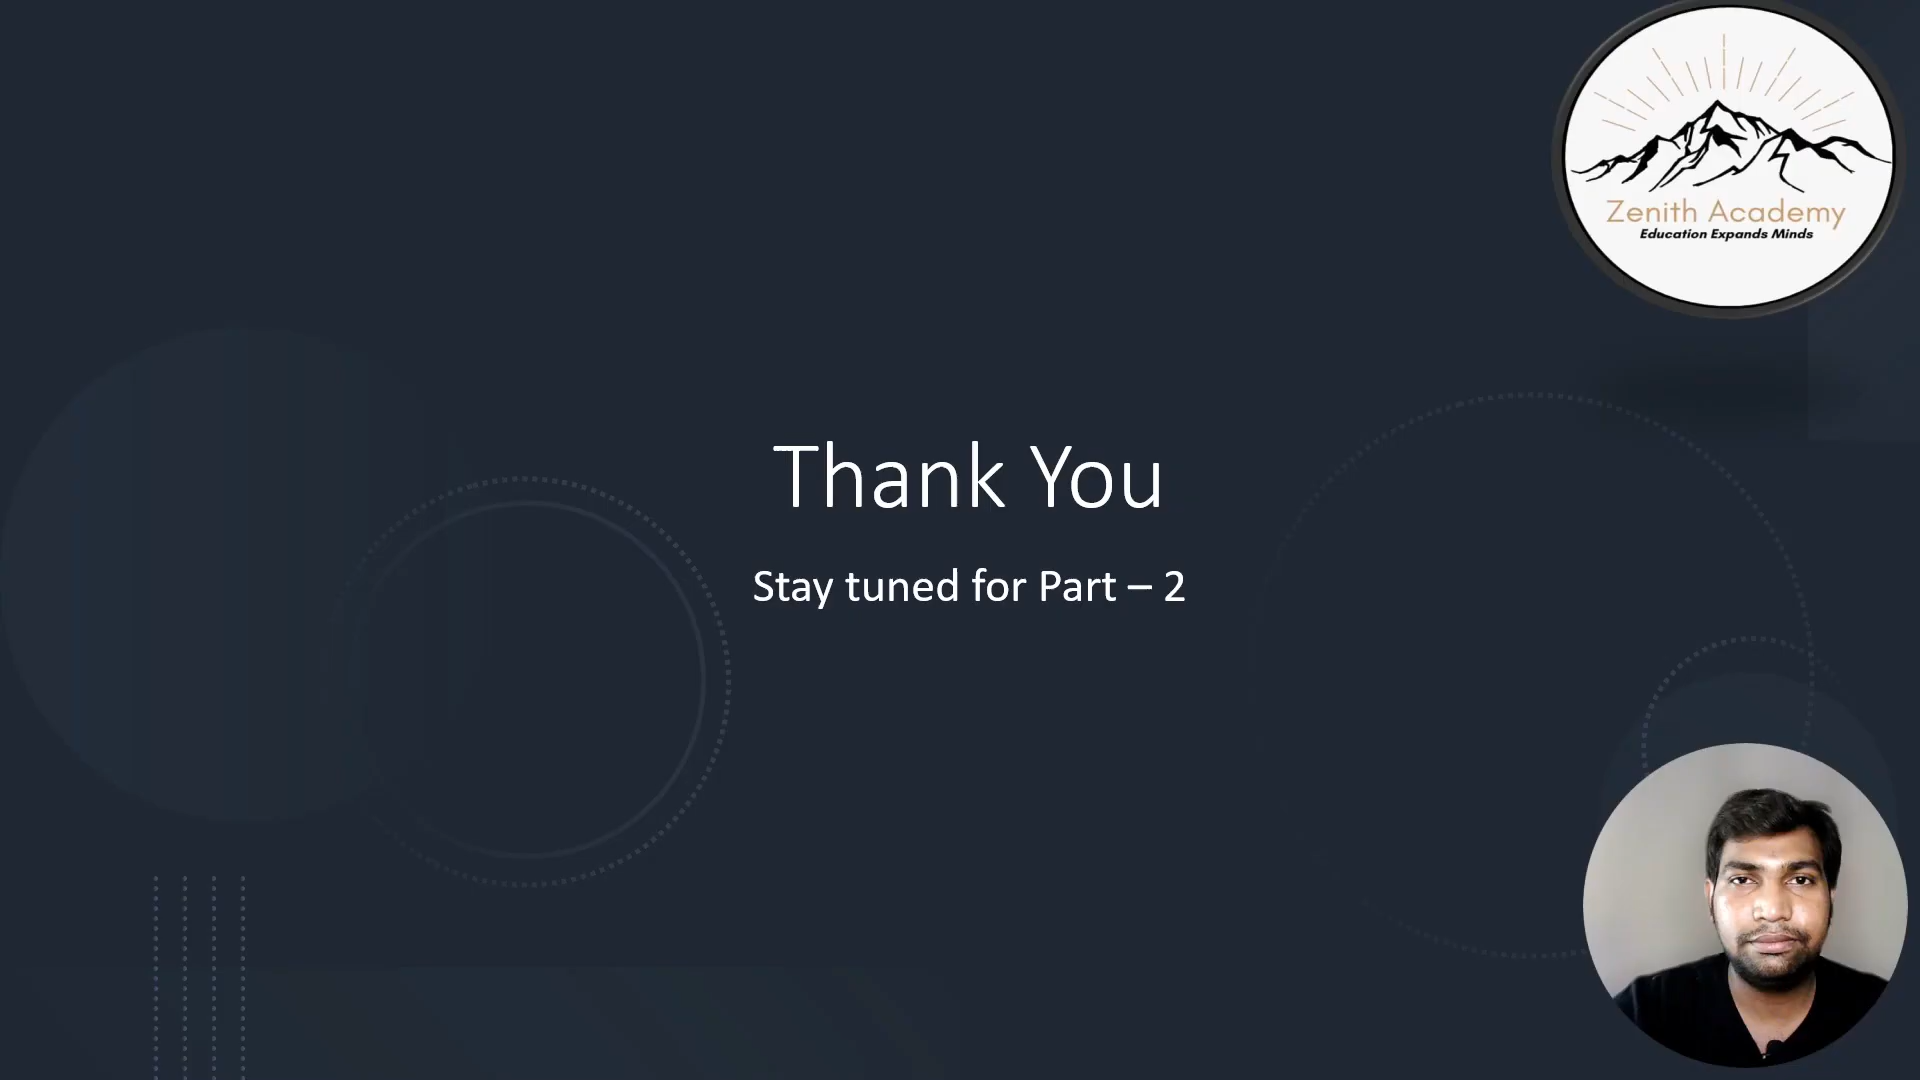 Zenith Academy
Education Expands Minds
Thank You
Stay tuned for Part – 2